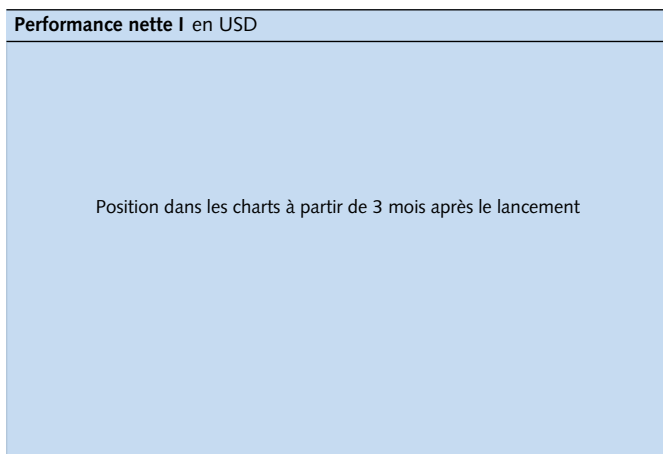 Performance nette I en USD
Position dans les charts à partir de 3 mois après le lancement